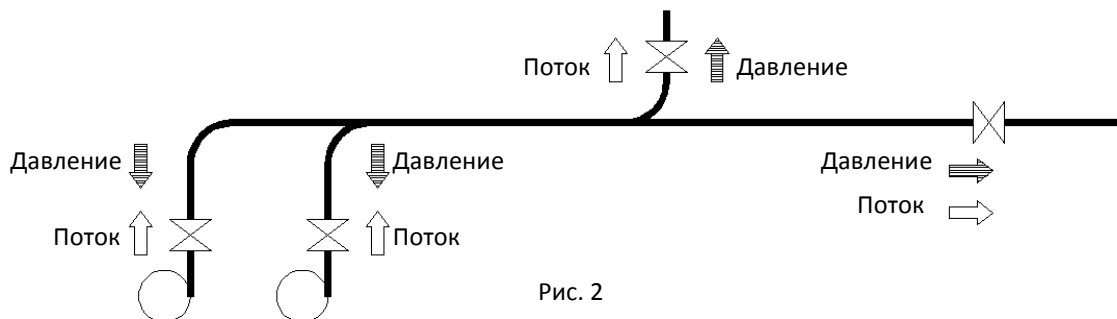 Поток
Давление
Давление
Давление
Давление
Поток
Поток
Поток
Рис. 2